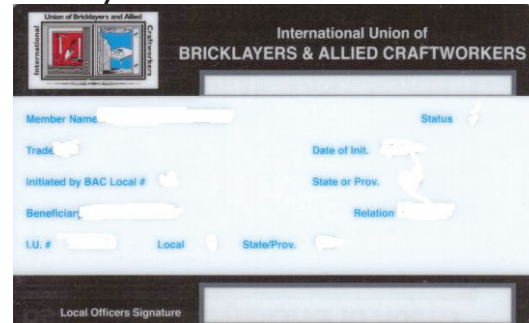 Union of Bricklayers and Allied
International
Craftworkers
International Union of
BRICKLAYERS & ALLIED CRAFTWORKERS
Member Name
Status
Trade
Date of Init.
Initiated by BAC Local #
State or Prov.
Beneficiary
Relation
I.U. # Local State/Prov.
Local Officers Signature